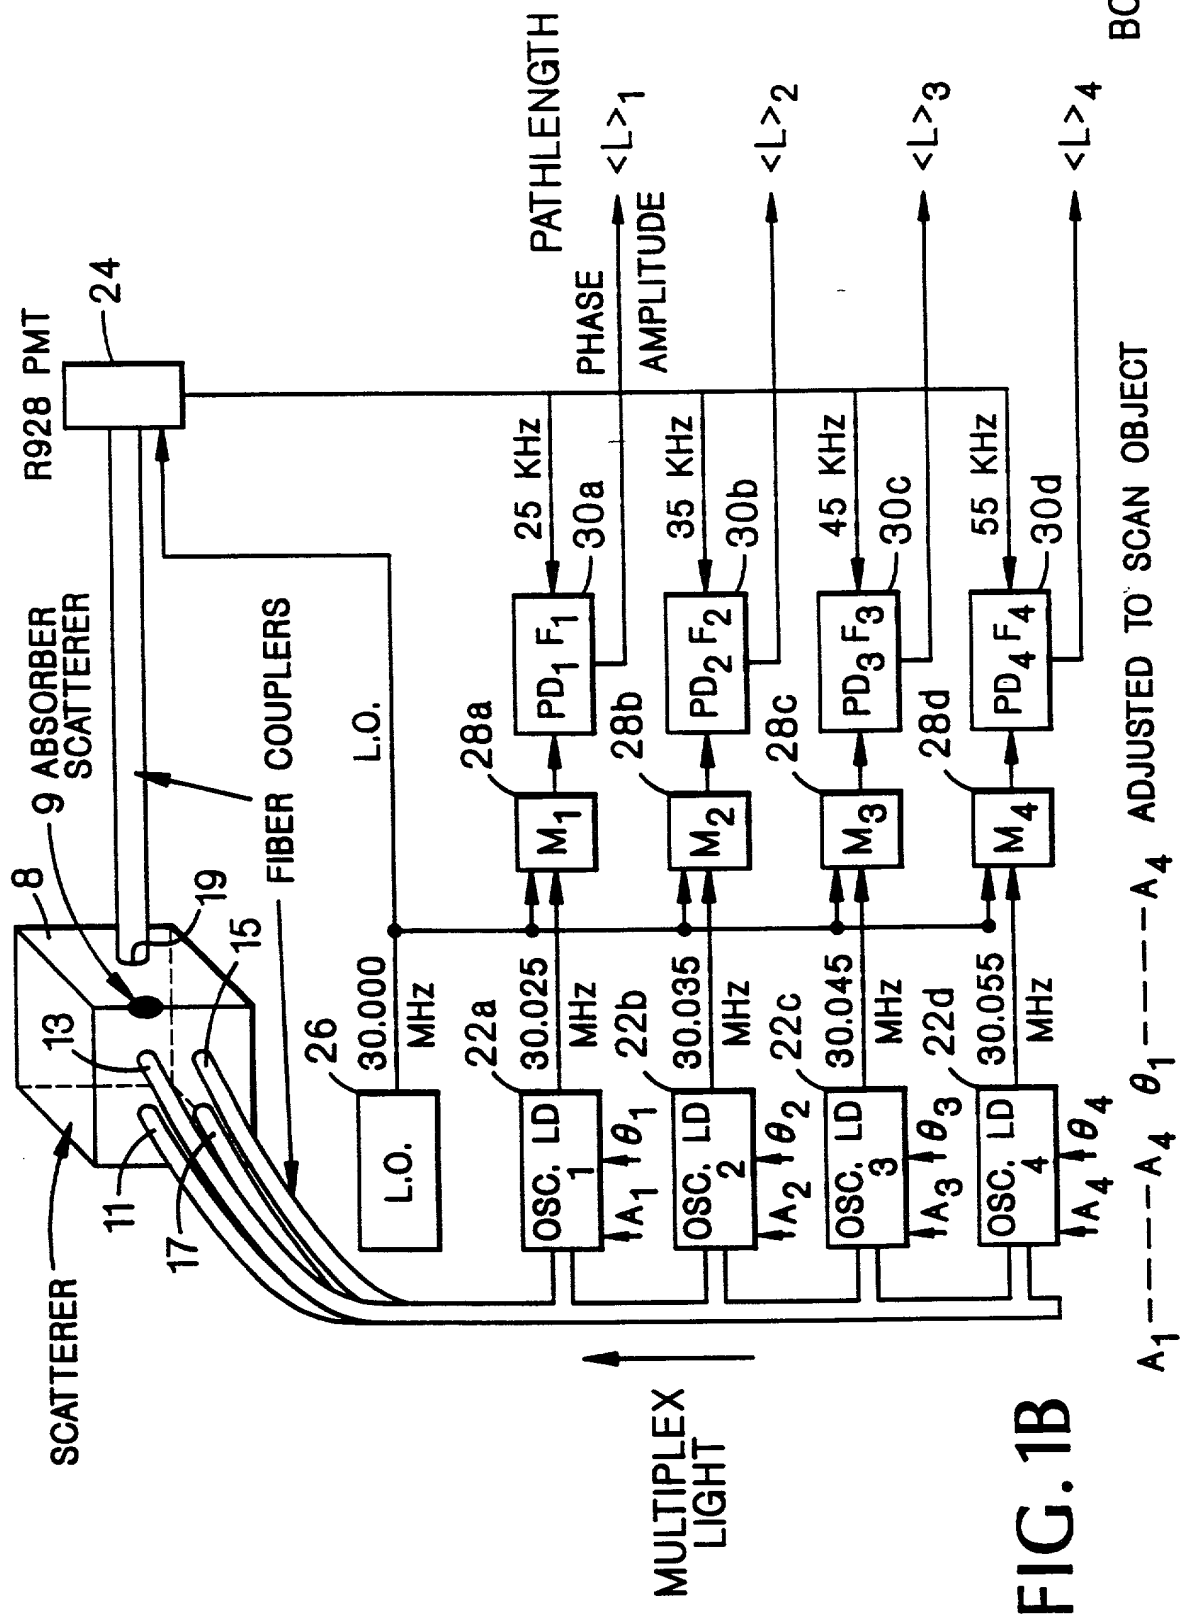 SCATTERER
11
13
8
9 ABSORBER
SCATTERER
R928 PMT
24
17
15
19
FIBER COUPLERS
26
L.O.
30.000
MHz
L.O.
PATHLENGTH
22a
OSC. LD
1
A1 θ1
30.025
MHz
28a
M1
PD1 F1
25 KHz
30a
PHASE
AMPLITUDE
<L>1
22b
OSC. LD
2
A2 θ2
30.035
MHz
28b
M2
PD2 F2
35 KHz
30b
<L>2
22c
OSC. LD
3
A3 θ3
30.045
MHz
28c
M3
PD3 F3
45 KHz
30c
<L>3
22d
OSC. LD
4
A4 θ4
30.055
MHz
28d
M4
PD4 F4
55 KHz
30d
<L>4
MULTIPLEX
LIGHT
A1-----A4 θ1-----A4 ADJUSTED TO SCAN OBJECT
FIG. 1B